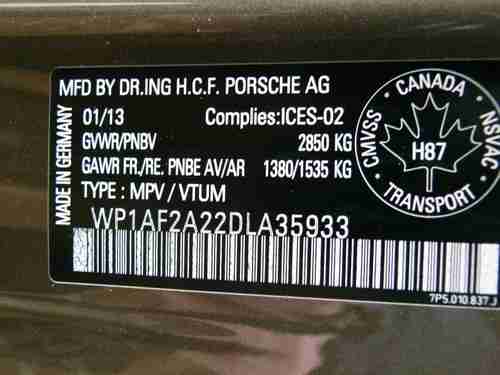 MFD BY DR.ING H.C.F. PORSCHE AG
01/13 Complies:ICES-02
GVWR/PNBV 2850 KG
GAWR FR./RE. PNBE AV/AR 1380/1535 KG
TYPE : MPV / VTUM
WP1AF2A22DLA35933
MADE IN GERMANY
CANADA
CMVSS
NSVAC
H87
TRANSPORT
7P5.010.837.J